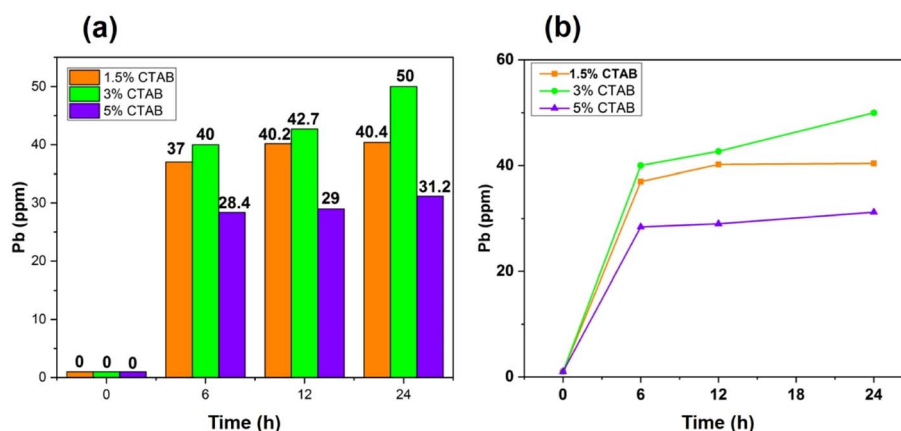 (a)
1.5% CTAB
3% CTAB
5% CTAB
Pb (ppm)
50
40
30
20
10
0
0 0 0
37 40 28.4
40.2 42.7 29
40.4 50 31.2
0 6 12 24
Time (h)
(b)
1.5% CTAB
3% CTAB
5% CTAB
Pb (ppm)
60
40
20
0
0 6 12 18 24
Time (h)